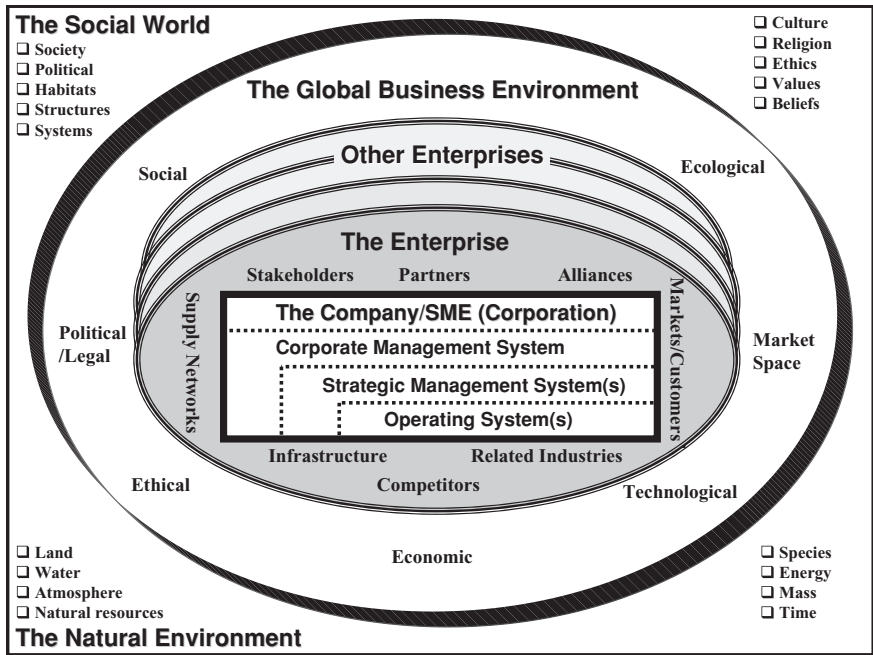 The Social World
❑ Society
❑ Political
❑ Habitats
❑ Structures
❑ Systems
❑ Culture
❑ Religion
❑ Ethics
❑ Values
❑ Beliefs
The Global Business Environment
Social
Other Enterprises
Ecological
The Enterprise
Stakeholders
Partners
Alliances
Supply Networks
Markets/Customers
The Company/SME (Corporation)
Corporate Management System
Strategic Management System(s)
Operating System(s)
Political
/Legal
Market
Space
Infrastructure
Related Industries
Competitors
Ethical
Technological
Economic
❑ Land
❑ Water
❑ Atmosphere
❑ Natural resources
❑ Species
❑ Energy
❑ Mass
❑ Time
The Natural Environment